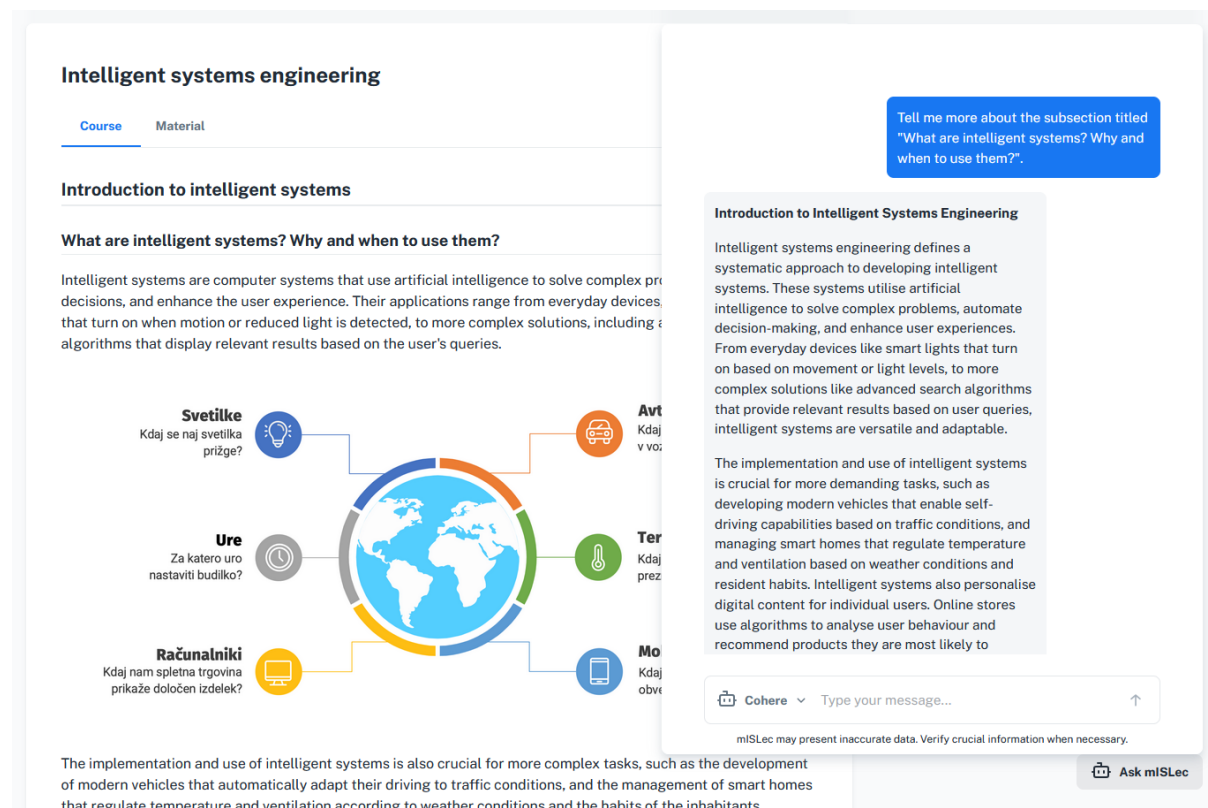 Intelligent systems engineering
Course
Material
Introduction to intelligent systems
What are intelligent systems? Why and when to use them?
Intelligent systems are computer systems that use artificial intelligence to solve complex
decisions, and enhance the user experience. Their applications range from everyday devices,
that turn on when motion or reduced light is detected, to more complex solutions, including
algorithms that display relevant results based on the user's queries.
Svetilke
Kdaj se naj svetilka
prižge?
Ure
Za katero uro
nastaviti budilko?
Računalniki
Kdaj nam spletna trgovina
prikaže določen izdelek?
Kdaj
Kdaj
Kdaj
The implementation and use of intelligent systems is also crucial for more complex tasks, such as the development
of modern vehicles that automatically adapt their driving to traffic conditions, and the management of smart homes
that regulate temperature and ventilation according to weather conditions and the habits of the inhabitants.
Tell me more about the subsection titled
"What are intelligent systems? Why and
when to use them?".
Introduction to Intelligent Systems Engineering
Intelligent systems engineering defines a
systematic approach to developing intelligent
systems. These systems utilise artificial
intelligence to solve complex problems, automate
decision-making, and enhance user experiences.
From everyday devices like smart lights that turn
on based on movement or light levels, to more
complex solutions like advanced search algorithms
that provide relevant results based on user queries,
intelligent systems are versatile and adaptable.
The implementation and use of intelligent systems
is crucial for more demanding tasks, such as
developing modern vehicles that enable self-
driving capabilities based on traffic conditions, and
managing smart homes that regulate temperature
and ventilation based on weather conditions and
resident habits. Intelligent systems also personalise
digital content for individual users. Online stores
use algorithms to analyse user behaviour and
recommend products they are most likely to
Cohere
Type your message...
mISLec may present inaccurate data. Verify crucial information when necessary.
Ask mISLec